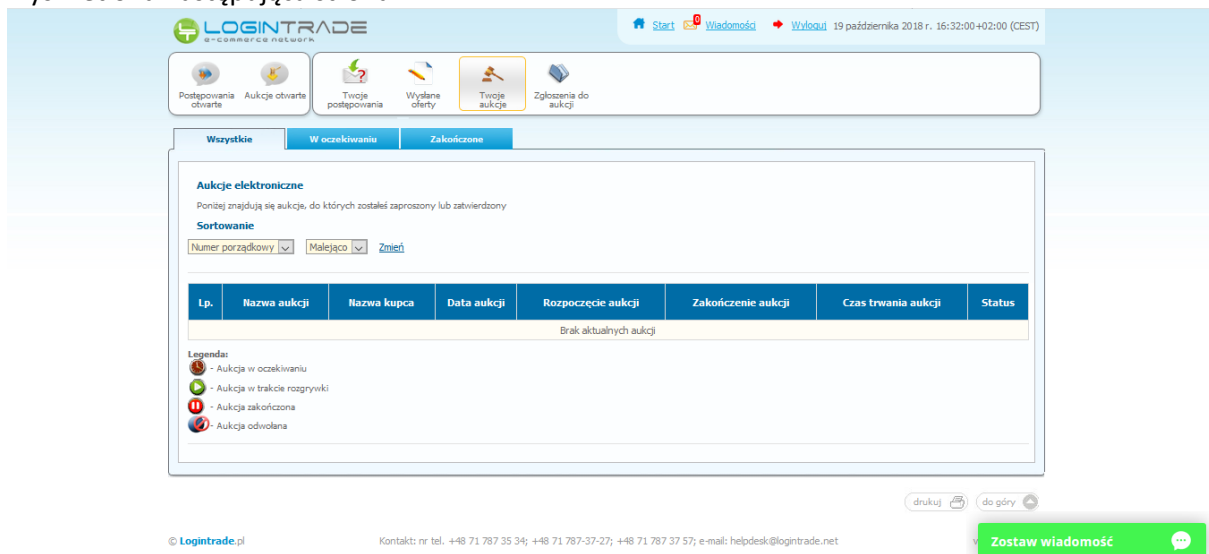 LOGINTRADE
e-commerce network
Start 0 Wiadomości Wyloguj 19 października 2018 r. 16:32:00+02:00 (CEST)
Postępowania otwarte
Aukcje otwarte
Twoje postępowania
Wysłane oferty
Twoje aukcje
Zgłoszenia do aukcji
Wszystkie W oczekiwaniu Zakończone
Aukcje elektroniczne
Poniżej znajdują się aukcje, do których zostałeś zaproszony lub zatwierdzony
Sortowanie
Numer porządkowy Malejąco Zmień
Lp. Nazwa aukcji Nazwa kupca Data aukcji Rozpoczęcie aukcji Zakończenie aukcji Czas trwania aukcji Status
Brak aktualnych aukcji
Legenda:
- Aukcja w oczekiwaniu
- Aukcja w trakcie rozgrywki
- Aukcja zakończona
- Aukcja odwołana
drukuj do góry
© Logintrade.pl Kontakt: nr tel. +48 71 787 35 34; +48 71 787-37-27; +48 71 787 37 57; e-mail: helpdesk@logintrade.net
Zostaw wiadomość